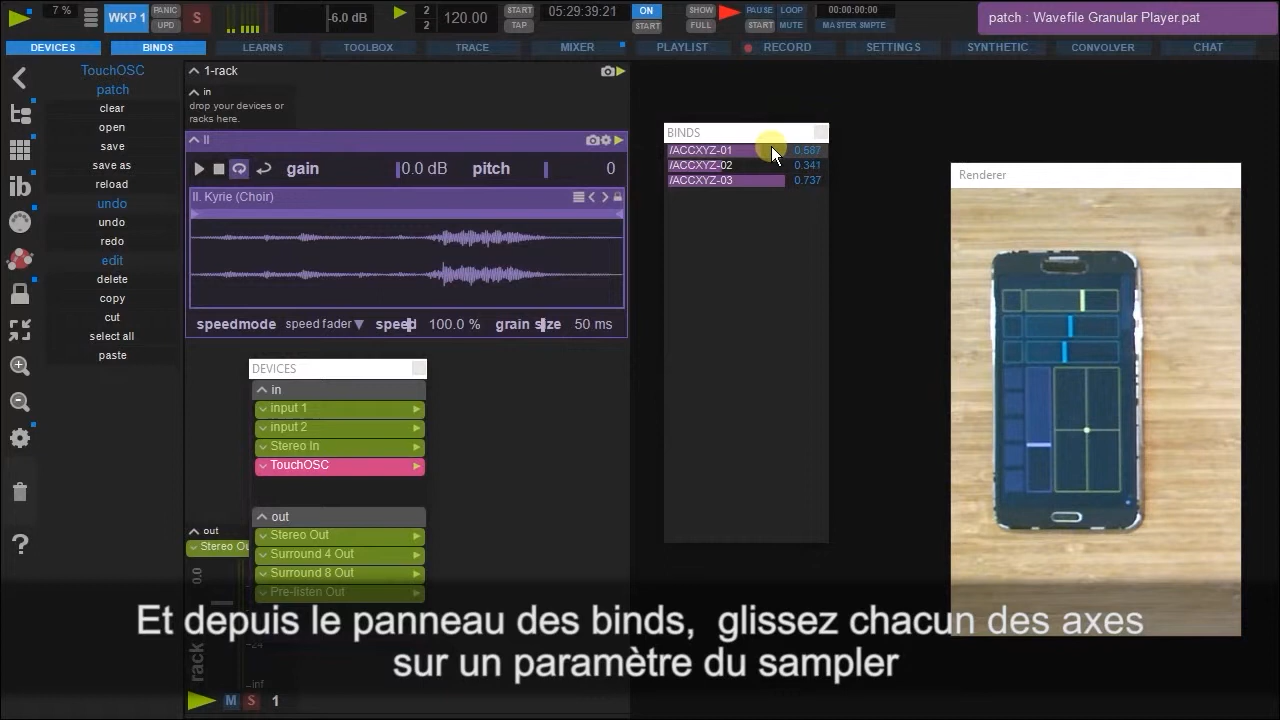 7 %
WKP 1
PANIC
UPD
S
-6.0 dB
2
2
120.00
START
TAP
05:29:39:21
ON
START
SHOW
FULL
PAUSE
START
LOOP
MUTE
00:00:00:00
MASTER SMPTE
patch : Wavefile Granular Player.pat
DEVICES
BINDS
LEARNS
TOOLBOX
TRACE
MIXER
PLAYLIST
RECORD
SETTINGS
SYNTHETIC
CONVOLVER
CHAT
TouchOSC
patch
clear
open
save
save as
reload
undo
undo
redo
edit
delete
copy
cut
select all
paste
ib
?
1-rack
in
drop your devices or
racks here.
II
gain
0.0 dB
pitch
0
II. Kyrie (Choir)
speedmode
speed fader
speed
100.0 %
grain size
50 ms
DEVICES
in
input 1
input 2
Stereo In
TouchOSC
out
Stereo Out
Surround 4 Out
Surround 8 Out
Pre-listen Out
out
Stereo Ou
0.0
rack
-24
-inf
M
S
1
BINDS
/ACCXYZ-01 0.587
/ACCXYZ-02 0.341
/ACCXYZ-03 0.737
Renderer
Et depuis le panneau des binds, glissez chacun des axes
sur un paramètre du sampler